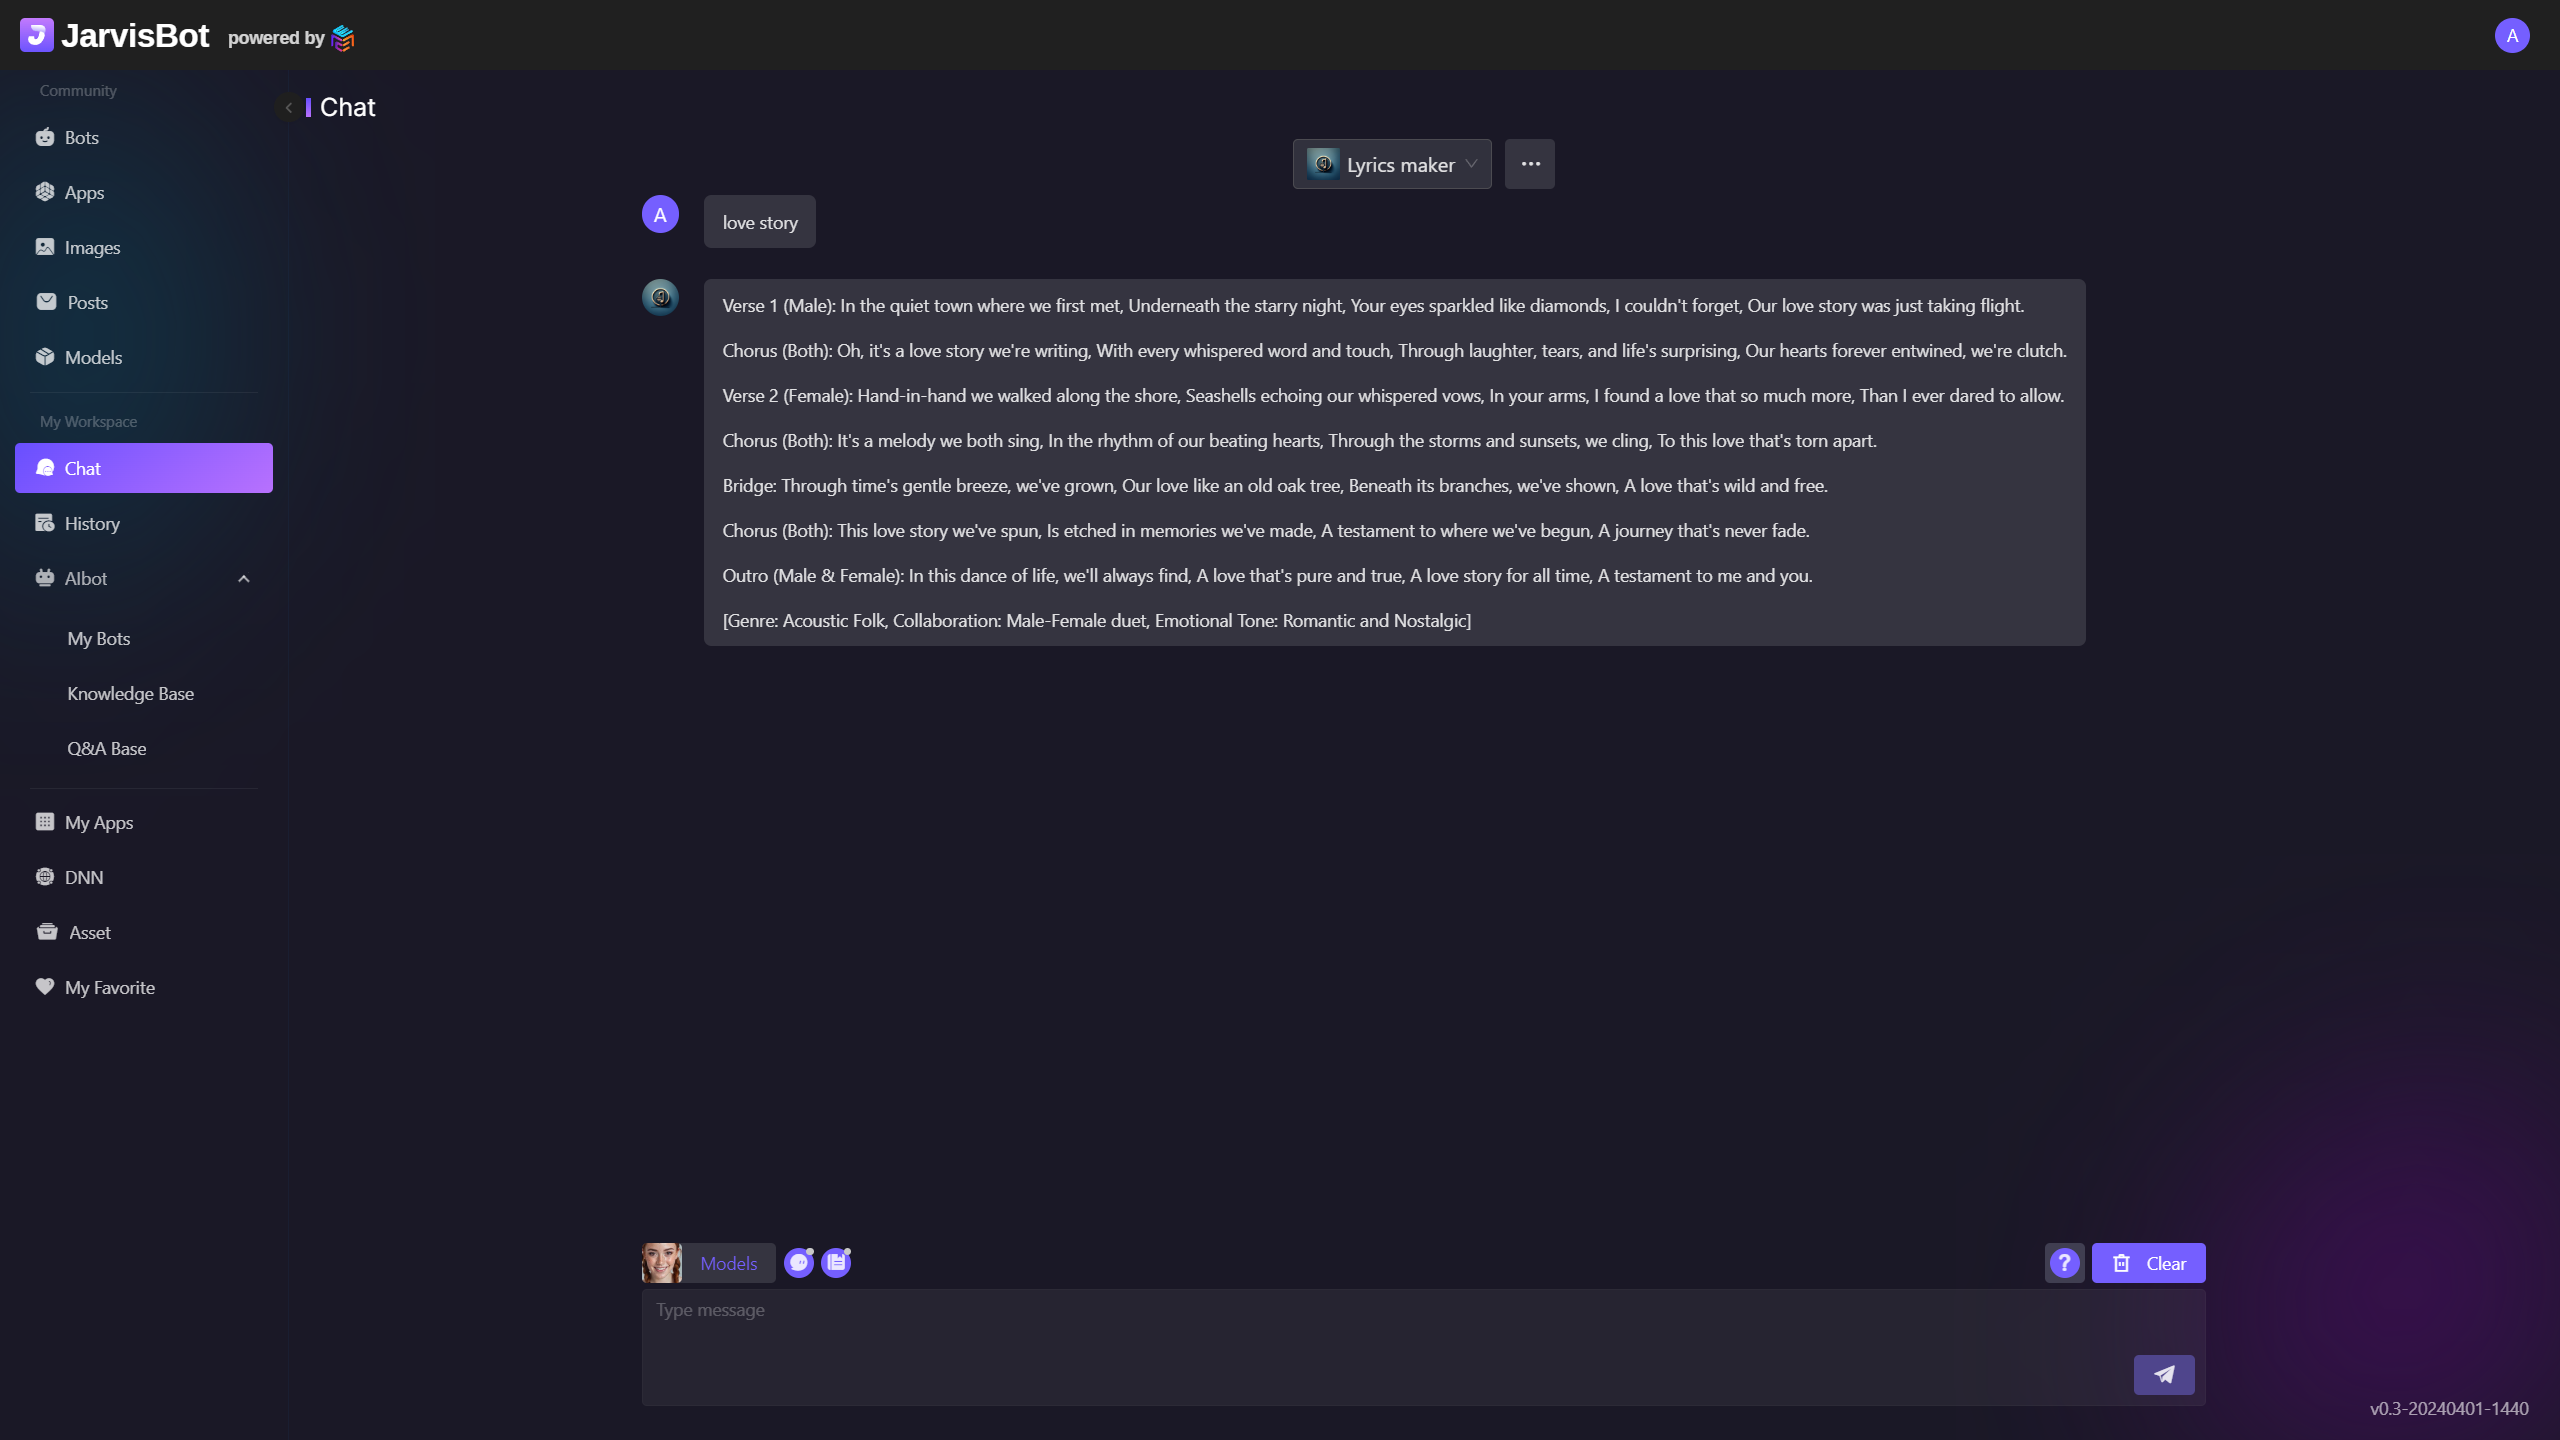 JarvisBot powered by
A
Community
Bots
Apps
Images
Posts
Models
My Workspace
Chat
History
AIbot
My Bots
Knowledge Base
Q&A Base
My Apps
DNN
Asset
My Favorite
Chat
Lyrics maker
A
love story
Verse 1 (Male): In the quiet town where we first met, Underneath the starry night, Your eyes sparkled like diamonds, I couldn't forget, Our love story was just taking flight.
Chorus (Both): Oh, it's a love story we're writing, With every whispered word and touch, Through laughter, tears, and life's surprising, Our hearts forever entwined, we're clutch.
Verse 2 (Female): Hand-in-hand we walked along the shore, Seashells echoing our whispered vows, In your arms, I found a love that so much more, Than I ever dared to allow.
Chorus (Both): It's a melody we both sing, In the rhythm of our beating hearts, Through the storms and sunsets, we cling, To this love that's torn apart.
Bridge: Through time's gentle breeze, we've grown, Our love like an old oak tree, Beneath its branches, we've shown, A love that's wild and free.
Chorus (Both): This love story we've spun, Is etched in memories we've made, A testament to where we've begun, A journey that's never fade.
Outro (Male & Female): In this dance of life, we'll always find, A love that's pure and true, A love story for all time, A testament to me and you.
[Genre: Acoustic Folk, Collaboration: Male-Female duet, Emotional Tone: Romantic and Nostalgic]
Models
? Clear
Type message
v0.3-20240401-1440